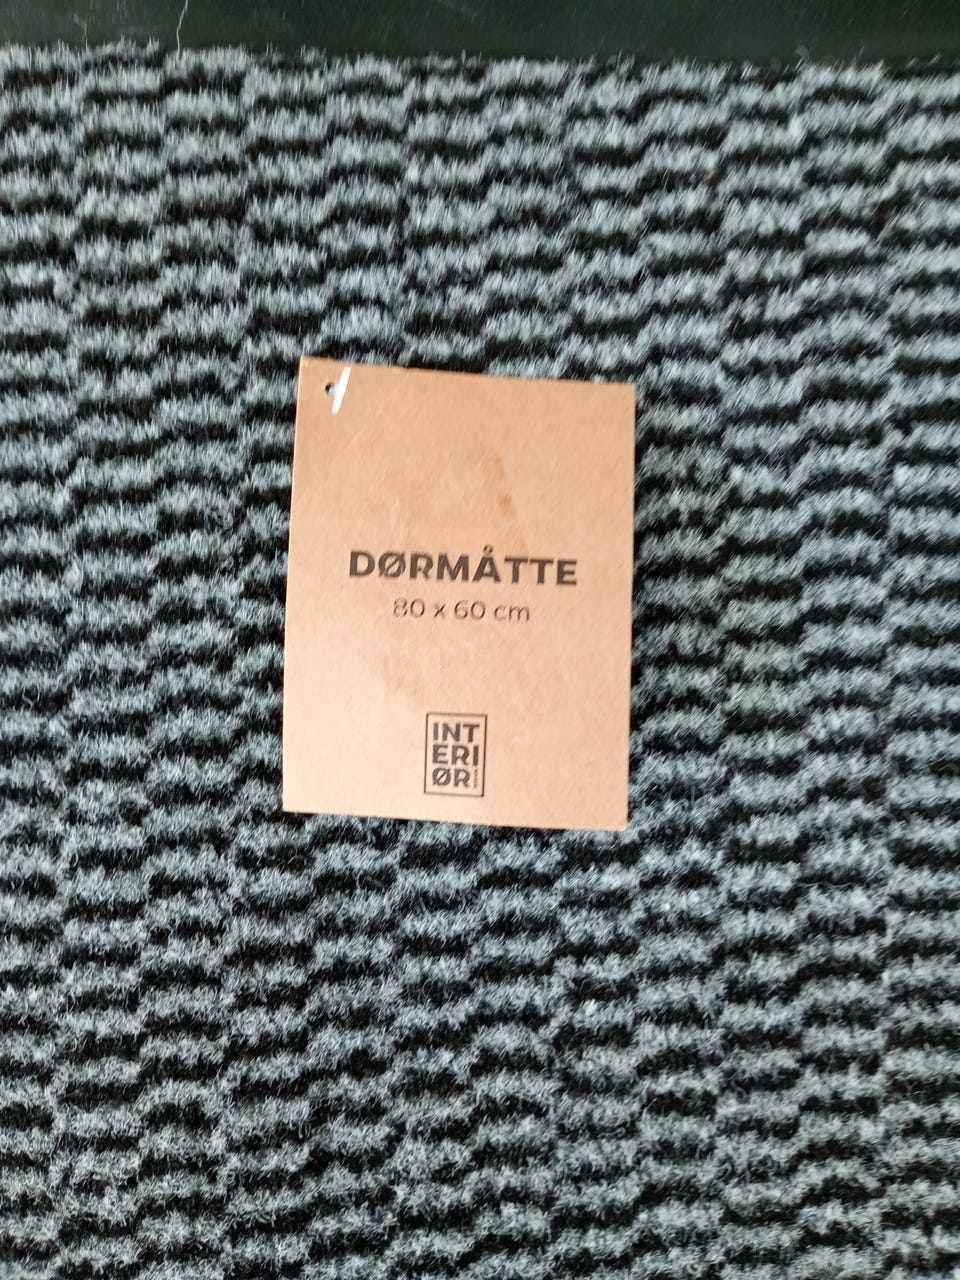 DØRMÅTTE
80 x 60 cm
INT
ERI
ØR